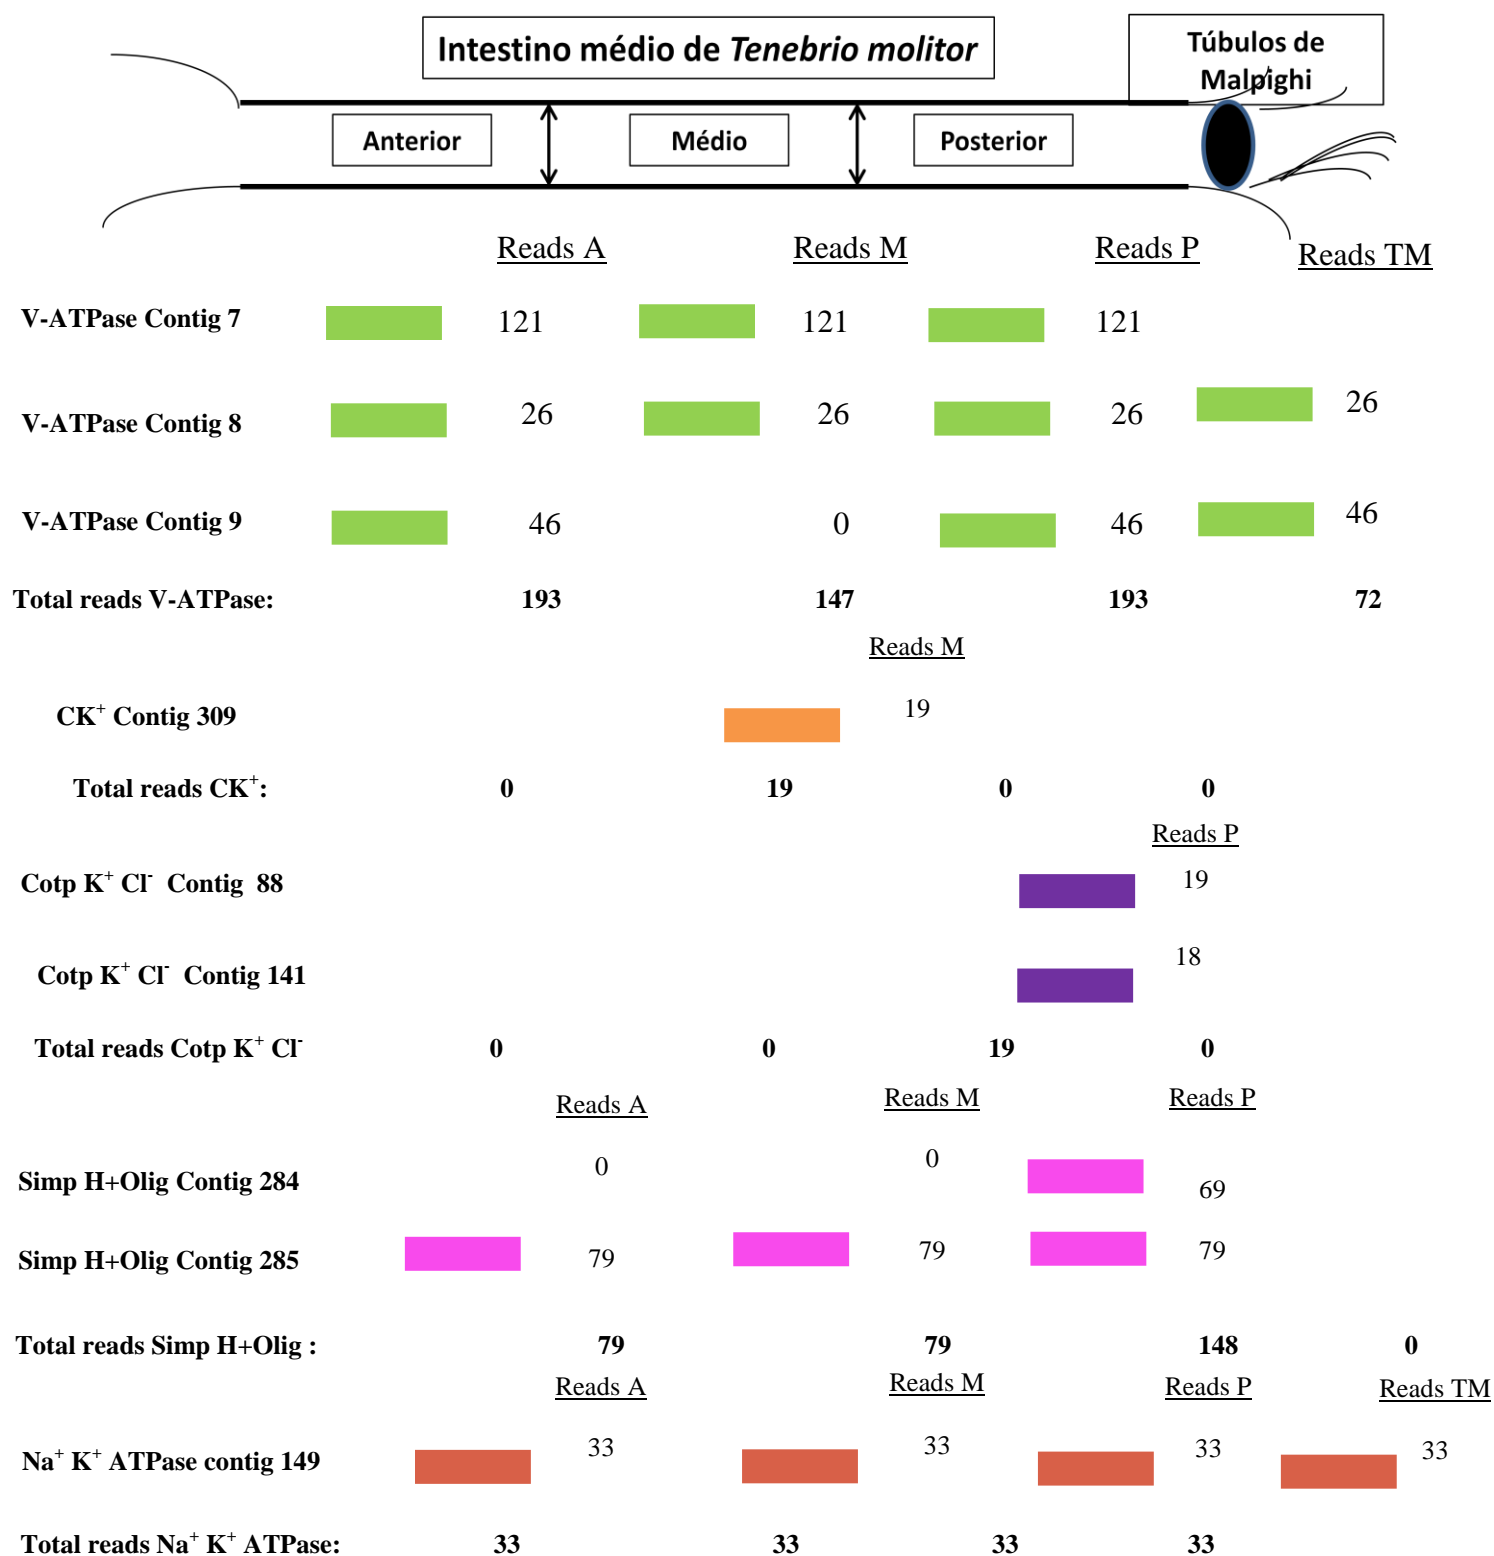 Intestino médio de Tenebrio molitor
Túbulos de
Malpighi
Anterior
Médio
Posterior
Reads A Reads M Reads P Reads TM
V-ATPase Contig 7 121 121 121
V-ATPase Contig 8 26 26 26 26
V-ATPase Contig 9 46 0 46 46
Total reads V-ATPase: 193 147 193 72
Reads M
CK⁺ Contig 309 19
Total reads CK⁺: 0 19 0 0
Reads P
Cotp K⁺ Cl⁻ Contig 88 19
Cotp K⁺ Cl⁻ Contig 141 18
Total reads Cotp K⁺ Cl⁻ 0 0 19 0
Reads A Reads M Reads P
Simp H+Olig Contig 284 0 0 69
Simp H+Olig Contig 285 79 79 79
Total reads Simp H+Olig : 79 79 148 0
Reads A Reads M Reads P Reads TM
Na⁺ K⁺ ATPase contig 149 33 33 33 33
Total reads Na⁺ K⁺ ATPase: 33 33 33 33